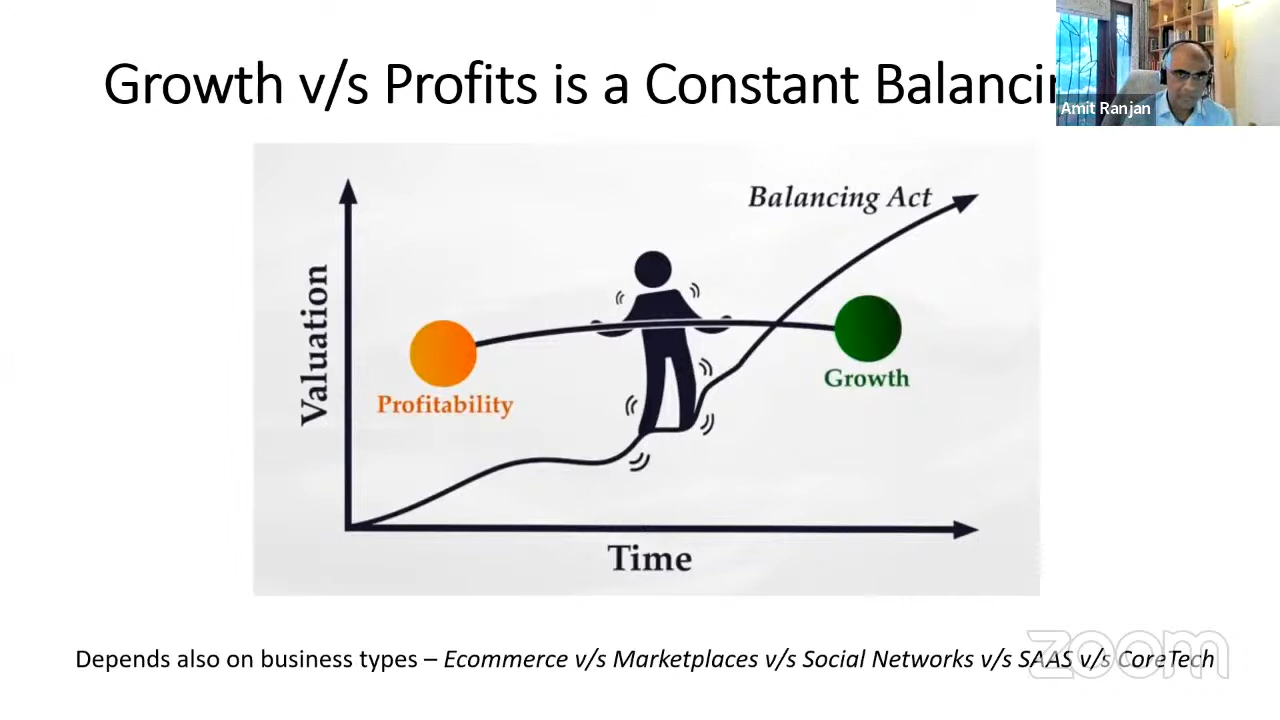 Growth v/s Profits is a Constant Balancin
Amit Ranjan
Balancing Act
Valuation
Profitability
Growth
Time
Depends also on business types – Ecommerce v/s Marketplaces v/s Social Networks v/s SAAS v/s CoreTech
zoom